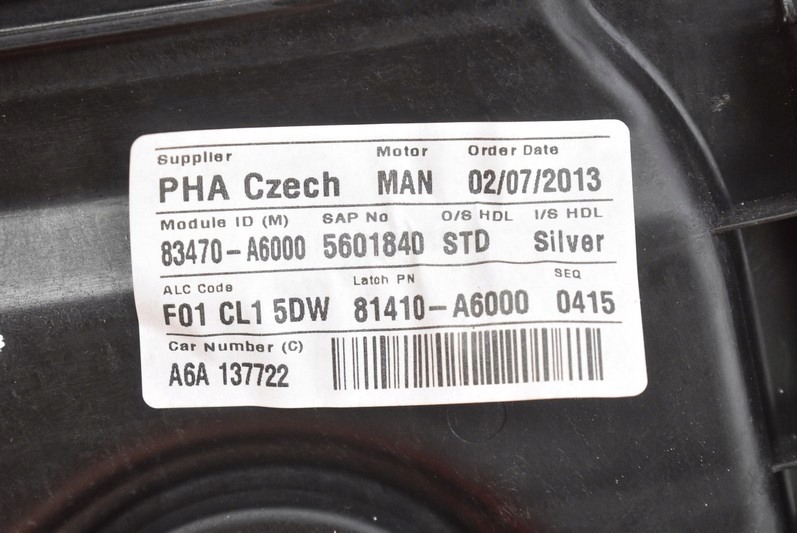 Supplier Motor Order Date
PHA Czech MAN 02/07/2013
Module ID (M) SAP No O/S HDL I/S HDL
83470-A6000 5601840 STD Silver
ALC Code Latch PN SEQ
F01 CL1 5DW 81410-A6000 0415
Car Number (C)
A6A 137722